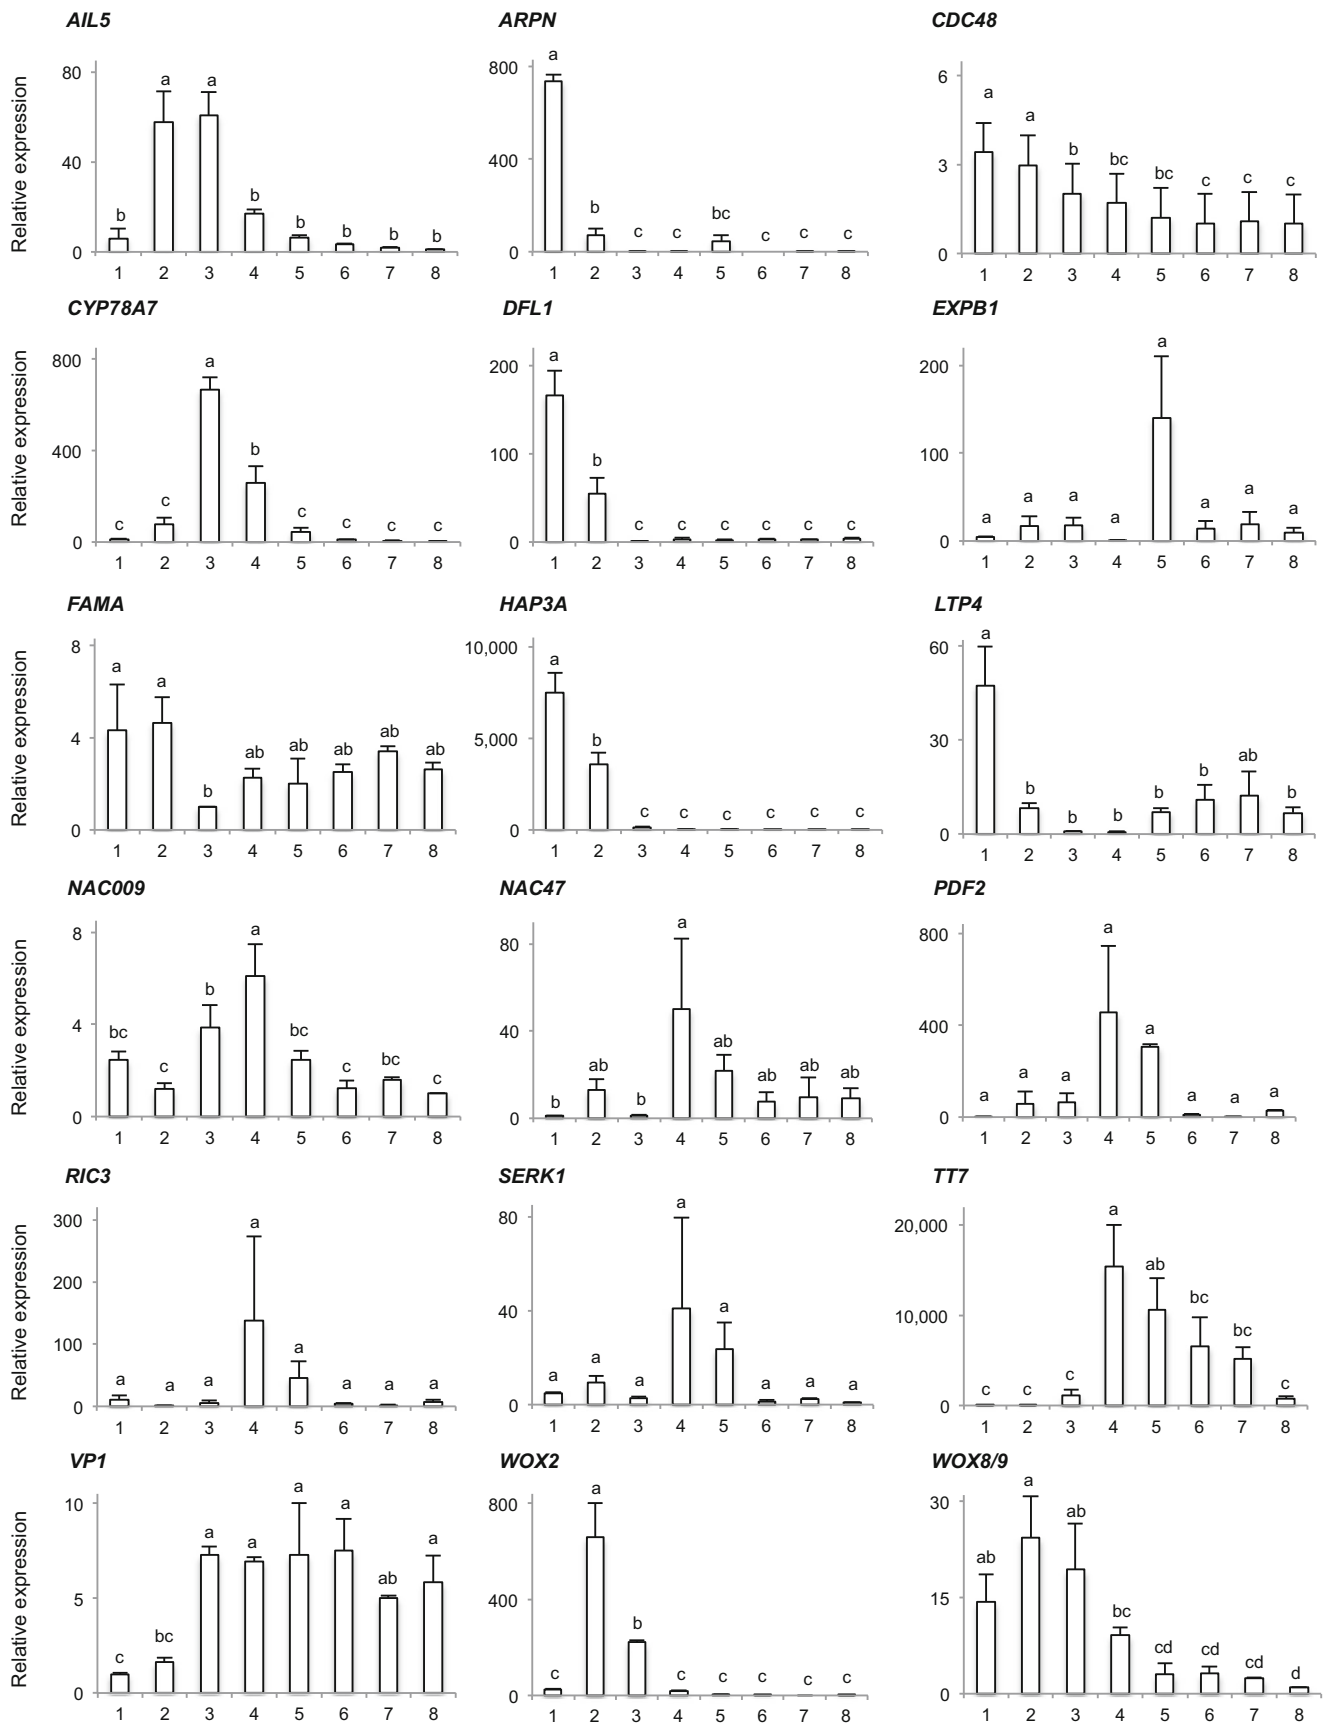 AIL5 ARPN CDC48
Relative expression
80
40
0
b a a b b b b b
1 2 3 4 5 6 7 8
800
400
0
a b c c bc c c c
1 2 3 4 5 6 7 8
6
3
0
a a b bc bc c c c
1 2 3 4 5 6 7 8
CYP78A7 DFL1 EXPB1
Relative expression
800
400
0
c c a b c c c c
1 2 3 4 5 6 7 8
200
100
0
a b c c c c c c
1 2 3 4 5 6 7 8
200
100
0
a a a a a a a a
1 2 3 4 5 6 7 8
FAMA HAP3A LTP4
Relative expression
8
4
0
a a b ab ab ab ab ab
1 2 3 4 5 6 7 8
10,000
5,000
0
a b c c c c c c
1 2 3 4 5 6 7 8
60
30
0
a b b b b b ab b
1 2 3 4 5 6 7 8
NAC009 NAC47 PDF2
Relative expression
8
4
0
bc c b a bc c bc c
1 2 3 4 5 6 7 8
80
40
0
b ab b a ab ab ab ab
1 2 3 4 5 6 7 8
800
400
0
a a a a a a a a
1 2 3 4 5 6 7 8
RIC3 SERK1 TT7
Relative expression
300
200
100
0
a a a a a a a a
1 2 3 4 5 6 7 8
80
40
0
a a a a a a a a
1 2 3 4 5 6 7 8
20,000
10,000
0
c c c a ab bc bc c
1 2 3 4 5 6 7 8
VP1 WOX2 WOX8/9
Relative expression
10
5
0
c bc a a a a ab a
1 2 3 4 5 6 7 8
800
400
0
c a b c c c c c
1 2 3 4 5 6 7 8
30
15
0
ab a ab bc cd cd cd d
1 2 3 4 5 6 7 8